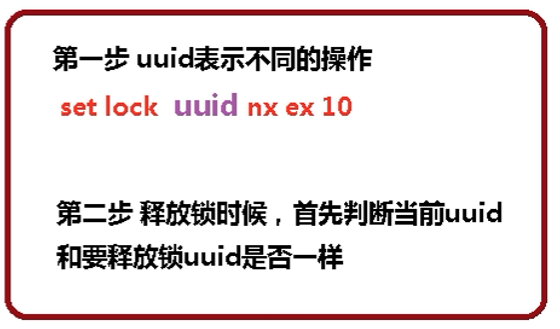 第一步 uuid表示不同的操作
set lock uuid nx ex 10
第二步 释放锁时候，首先判断当前uuid
和要释放锁uuid是否一样